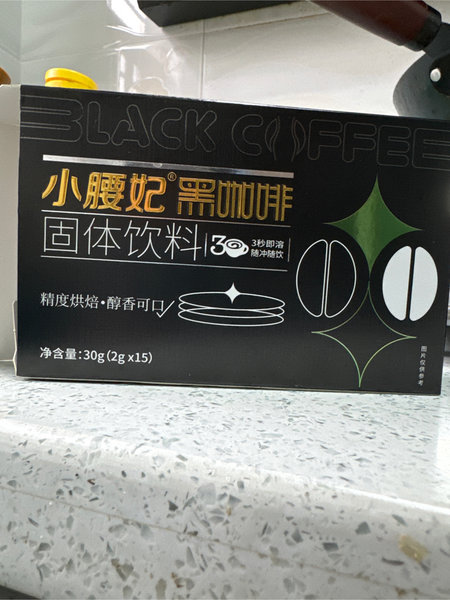 BLACK COFFEE
小腰妃® 黑咖啡
固体饮料 30
3秒即溶
随冲随饮
精度烘焙·醇香可口
净含量:30g(2g x15)
图片仅供参考